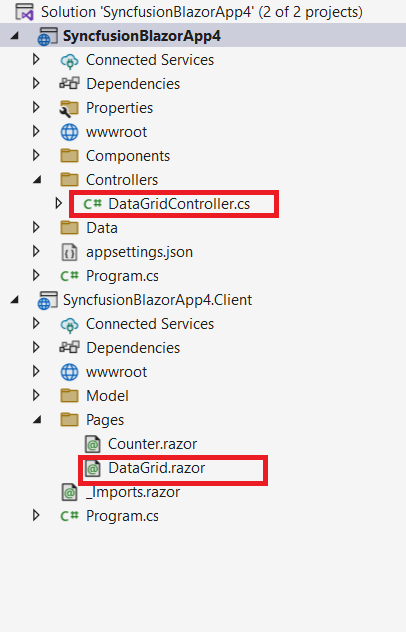 Solution 'SyncfusionBlazorApp4' (2 of 2 projects)
SyncfusionBlazorApp4
Connected Services
Dependencies
Properties
wwwroot
Components
Controllers
C# DataGridController.cs
Data
appsettings.json
C# Program.cs
SyncfusionBlazorApp4.Client
Connected Services
Dependencies
wwwroot
Model
Pages
@ Counter.razor
@ DataGrid.razor
@ _Imports.razor
C# Program.cs